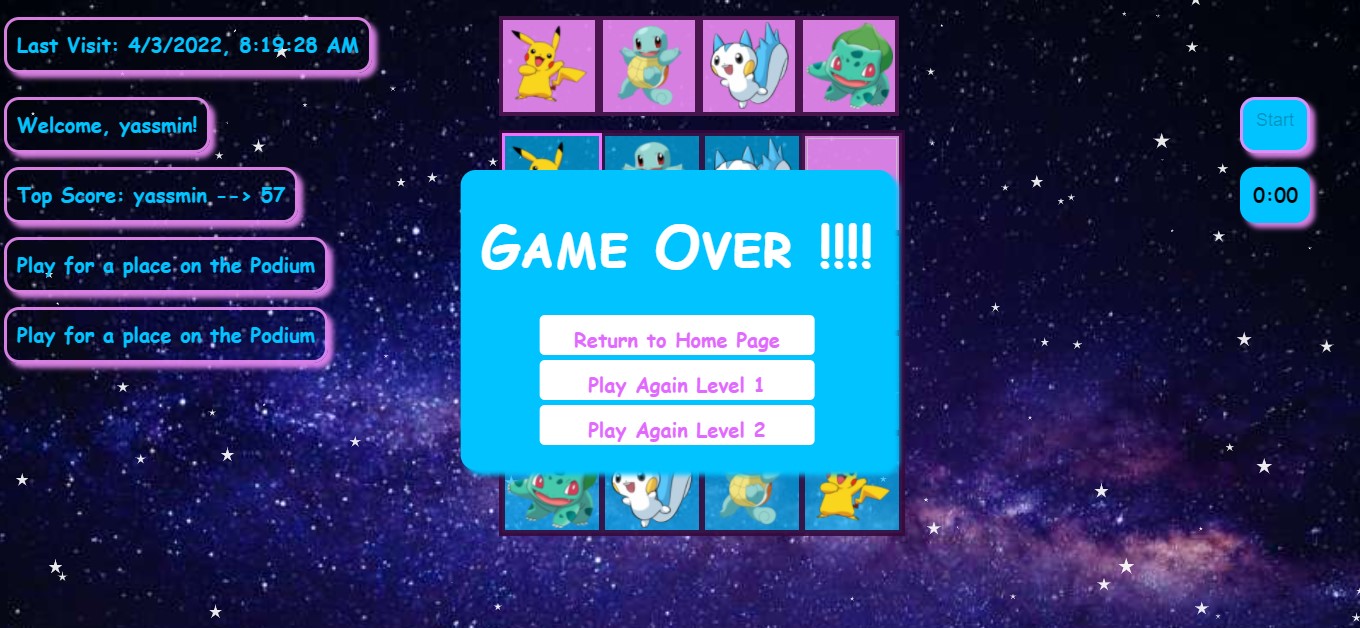 Last Visit: 4/3/2022, 8:19:28 AM
Welcome, yassmin!
Top Score: yassmin --> 57
Play for a place on the Podium
Play for a place on the Podium
Game Over !!!!
Return to Home Page
Play Again Level 1
Play Again Level 2
Start
0:00